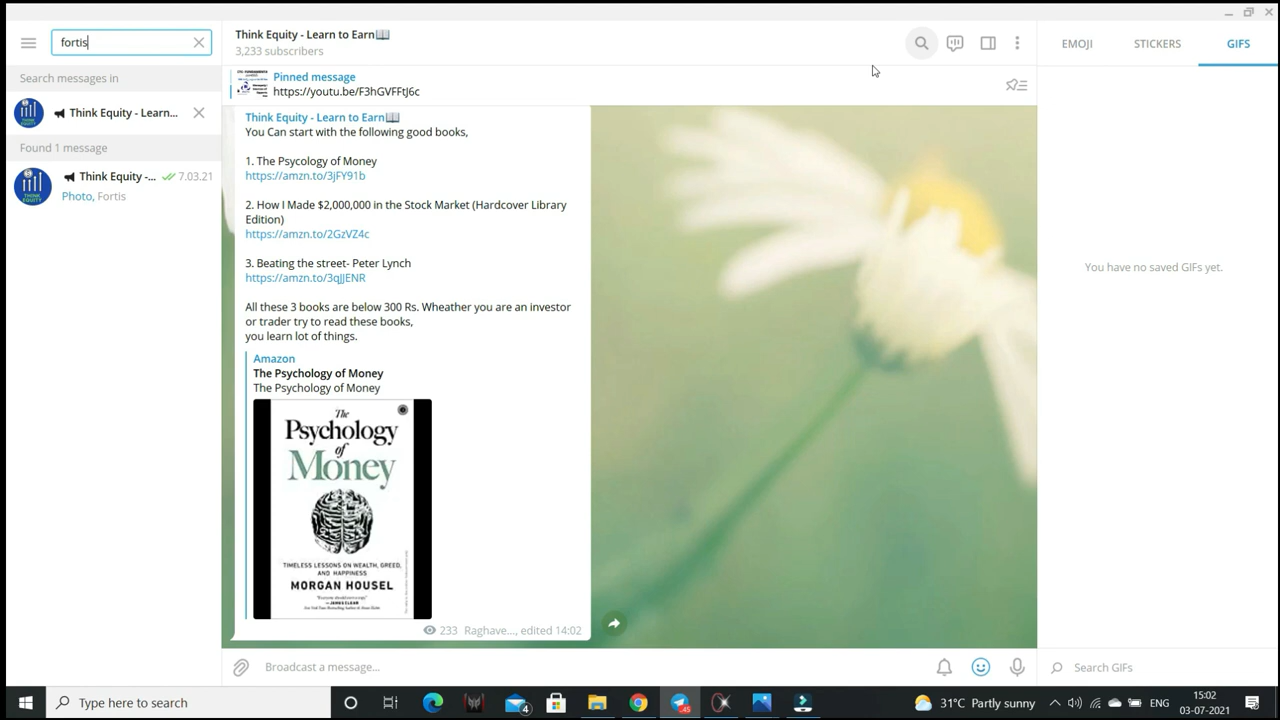 fortis
Search messages in
Think Equity - Learn...
Found 1 message
Think Equity -...
7.03.21
Photo, Fortis
Think Equity - Learn to Earn📖
3,233 subscribers
Pinned message
https://youtu.be/F3hGVFFtJ6c
Think Equity - Learn to Earn📖
You Can start with the following good books,
1. The Psycology of Money
https://amzn.to/3jFY91b
2. How I Made $2,000,000 in the Stock Market (Hardcover Library
Edition)
https://amzn.to/2GzVZ4c
3. Beating the street- Peter Lynch
https://amzn.to/3qJJENR
All these 3 books are below 300 Rs. Wheather you are an investor
or trader try to read these books,
you learn lot of things.
Amazon
The Psychology of Money
The Psychology of Money
The
Psychology
of
Money
TIMELESS LESSONS ON WEALTH, GREED,
AND HAPPINESS
MORGAN HOUSEL
233 Raghave..., edited 14:02
Broadcast a message...
EMOJI STICKERS GIFS
You have no saved GIFs yet.
Search GIFs
Type here to search
4
..45
31°C Partly sunny
ENG
15:02
03-07-2021